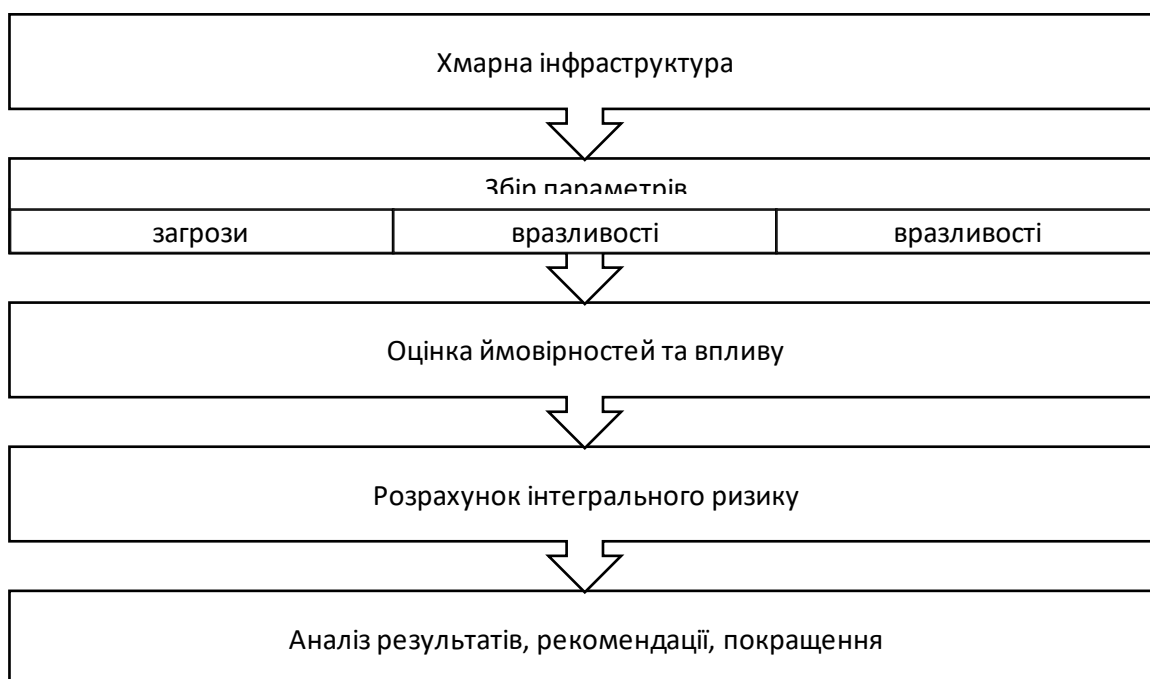 Хмарна інфраструктура
Збір параметрів
загрози
вразливості
вразливості
Оцінка ймовірностей та впливу
Розрахунок інтегрального ризику
Аналіз результатів, рекомендації, покращення